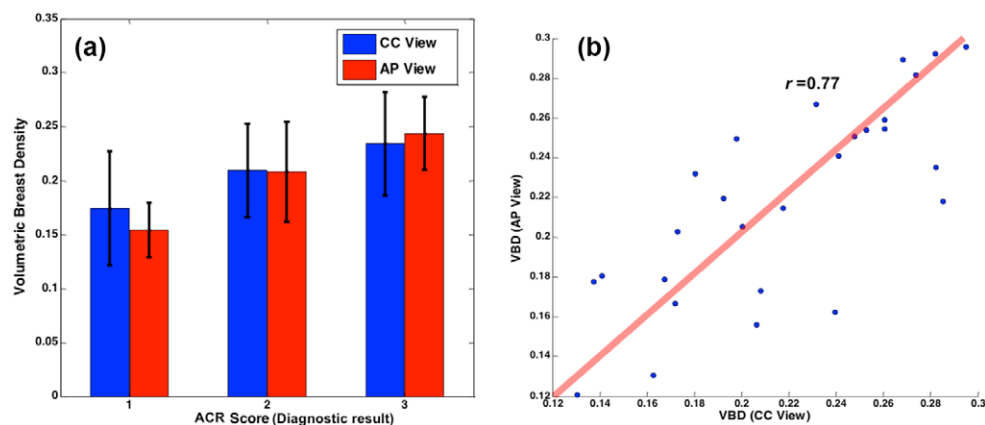 (a)
CC View
AP View
Volumetric Breast Density
0.35
0.3
0.25
0.2
0.15
0.1
0.05
0
1 2 3
ACR Score (Diagnostic result)
(b)
r=0.77
VBD (AP View)
0.3
0.28
0.26
0.24
0.22
0.2
0.18
0.16
0.14
0.12
0.12 0.14 0.16 0.18 0.2 0.22 0.24 0.26 0.28 0.3
VBD (CC View)